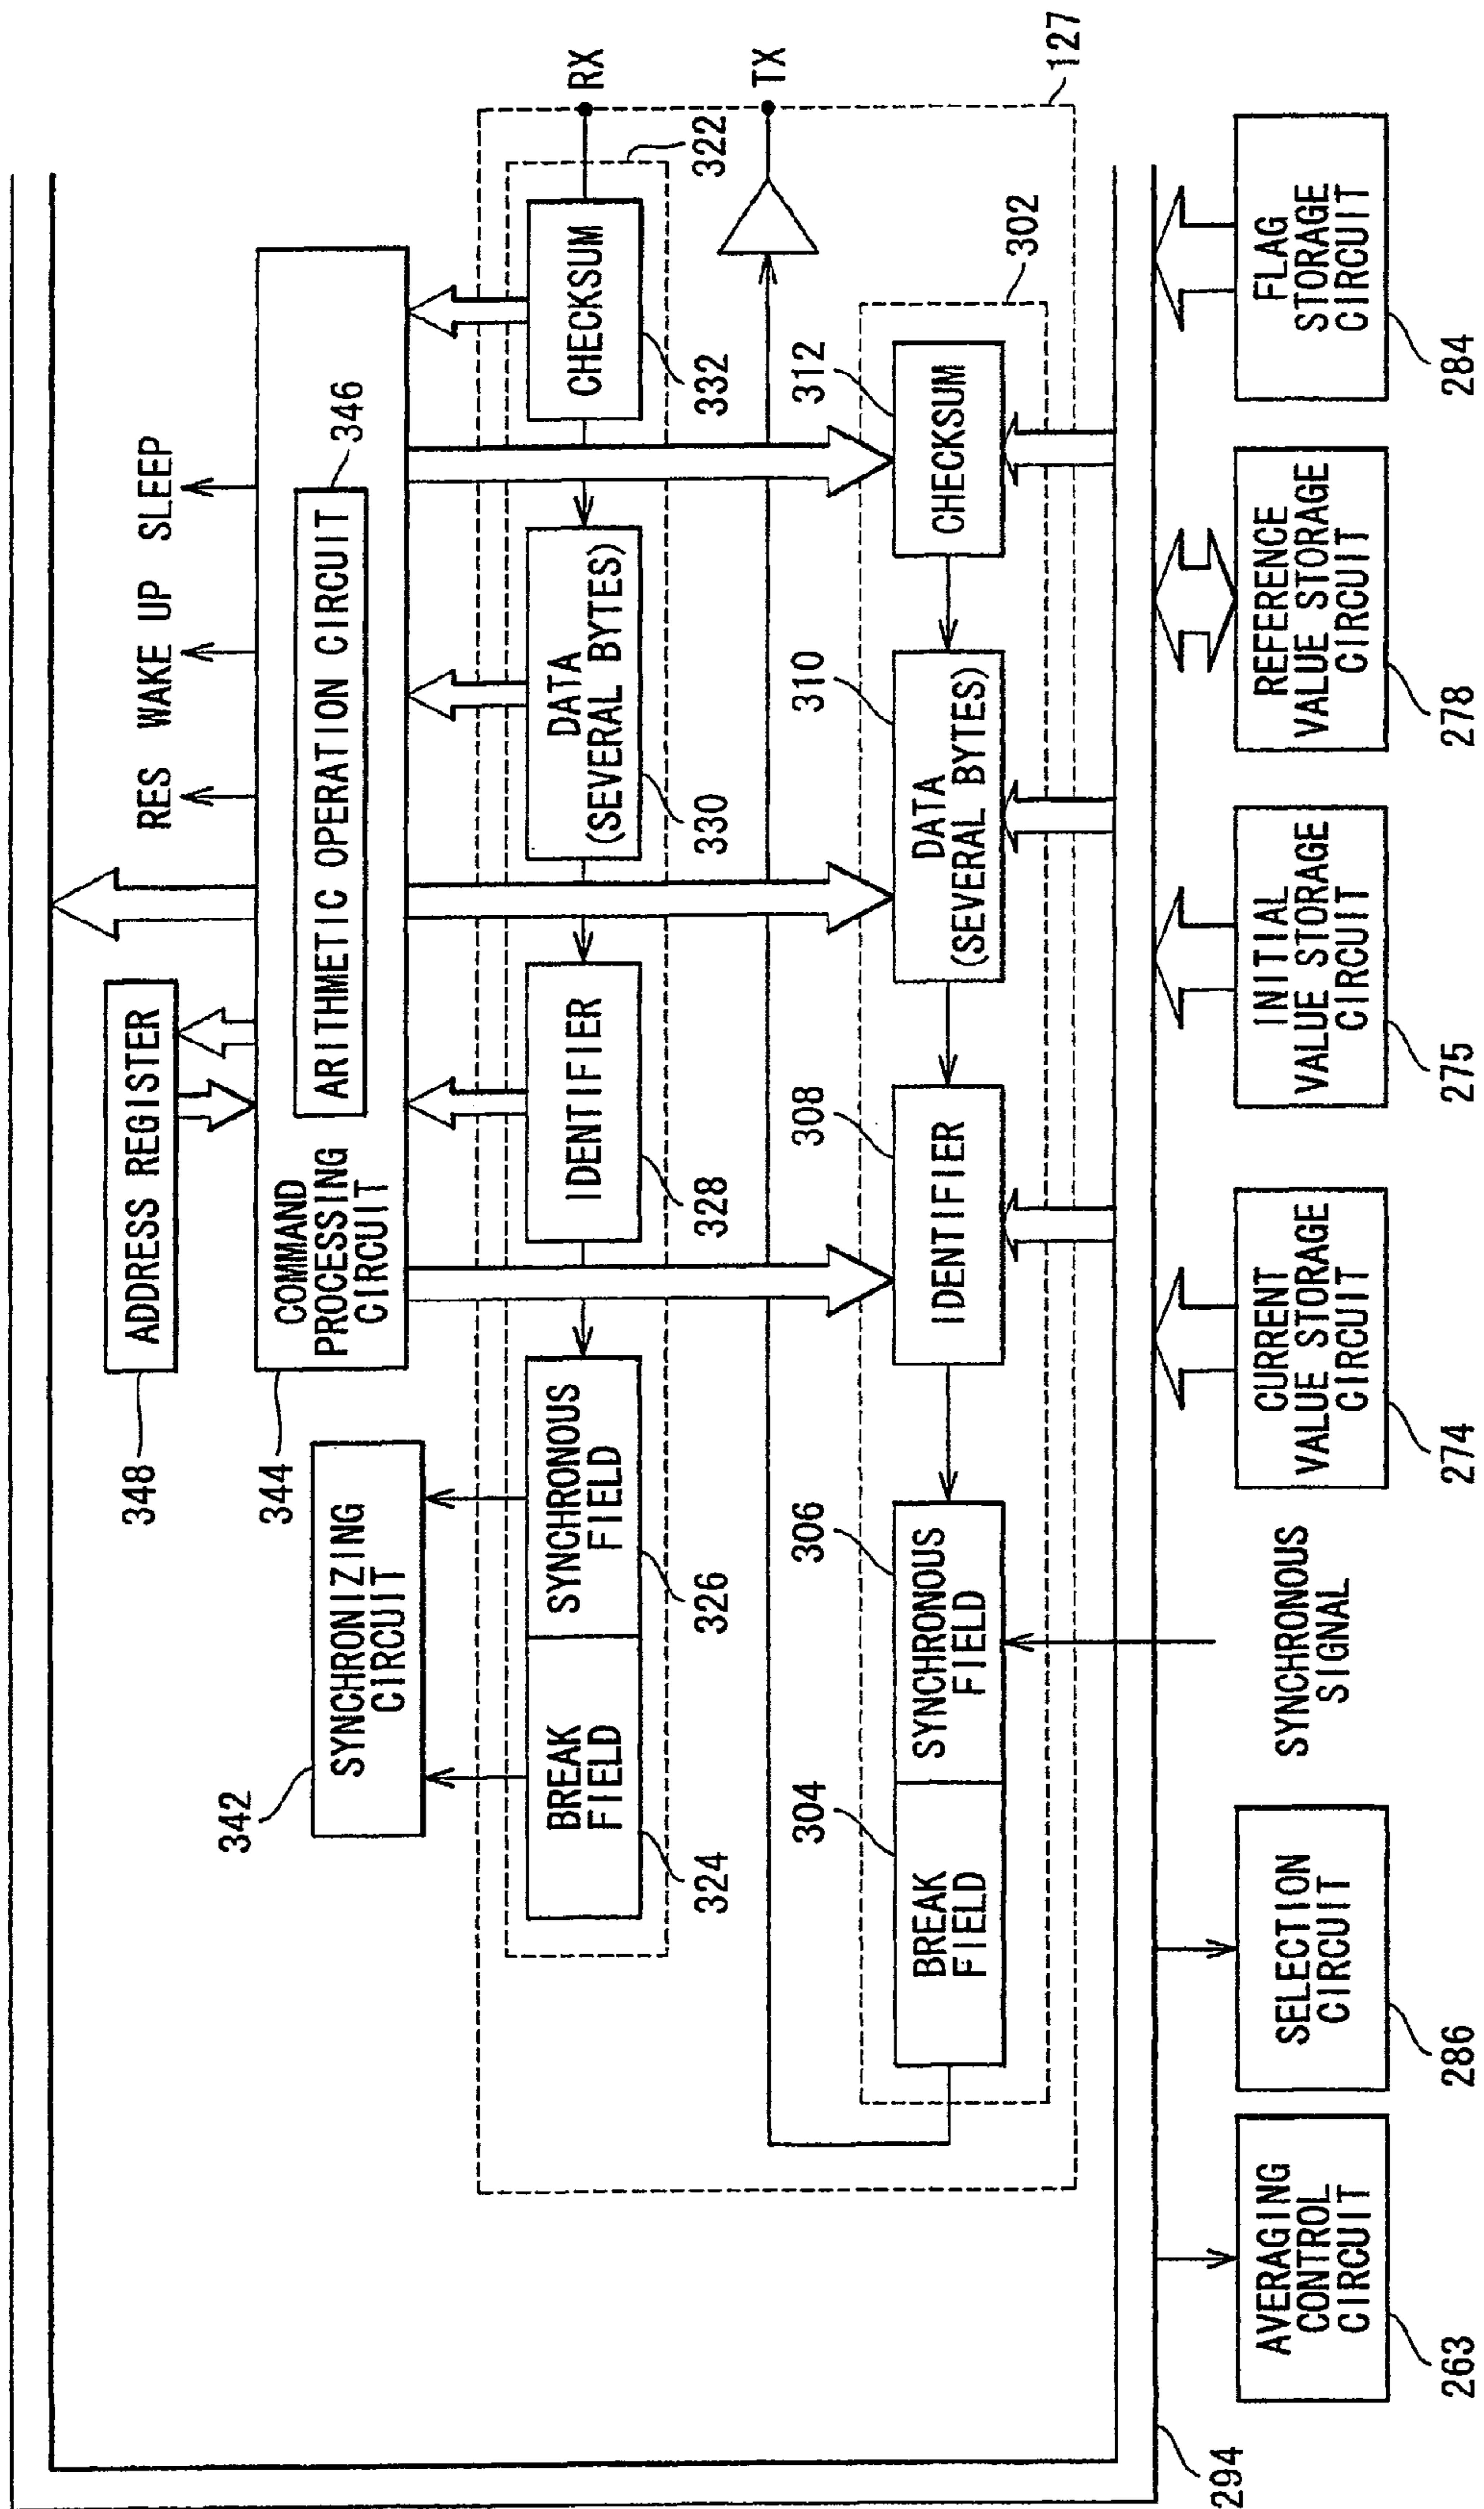 348
ADDRESS REGISTER
RES
WAKE UP
SLEEP
342
SYNCHRONIZING
CIRCUIT
344
COMMAND
PROCESSING
CIRCUIT
ARITHMETIC OPERATION CIRCUIT
346
BREAK
FIELD
324
SYNCHRONOUS
FIELD
326
IDENTIFIER
328
DATA
(SEVERAL BYTES)
330
CHECKSUM
332
322
RX
TX
304
BREAK
FIELD
306
SYNCHRONOUS
FIELD
308
IDENTIFIER
310
DATA
(SEVERAL BYTES)
312
CHECKSUM
302
127
294
AVERAGING
CONTROL
CIRCUIT
263
SELECTION
CIRCUIT
286
SYNCHRONOUS
SIGNAL
CURRENT
VALUE STORAGE
CIRCUIT
274
INITIAL
VALUE STORAGE
CIRCUIT
275
REFERENCE
VALUE STORAGE
CIRCUIT
278
FLAG
STORAGE
CIRCUIT
284